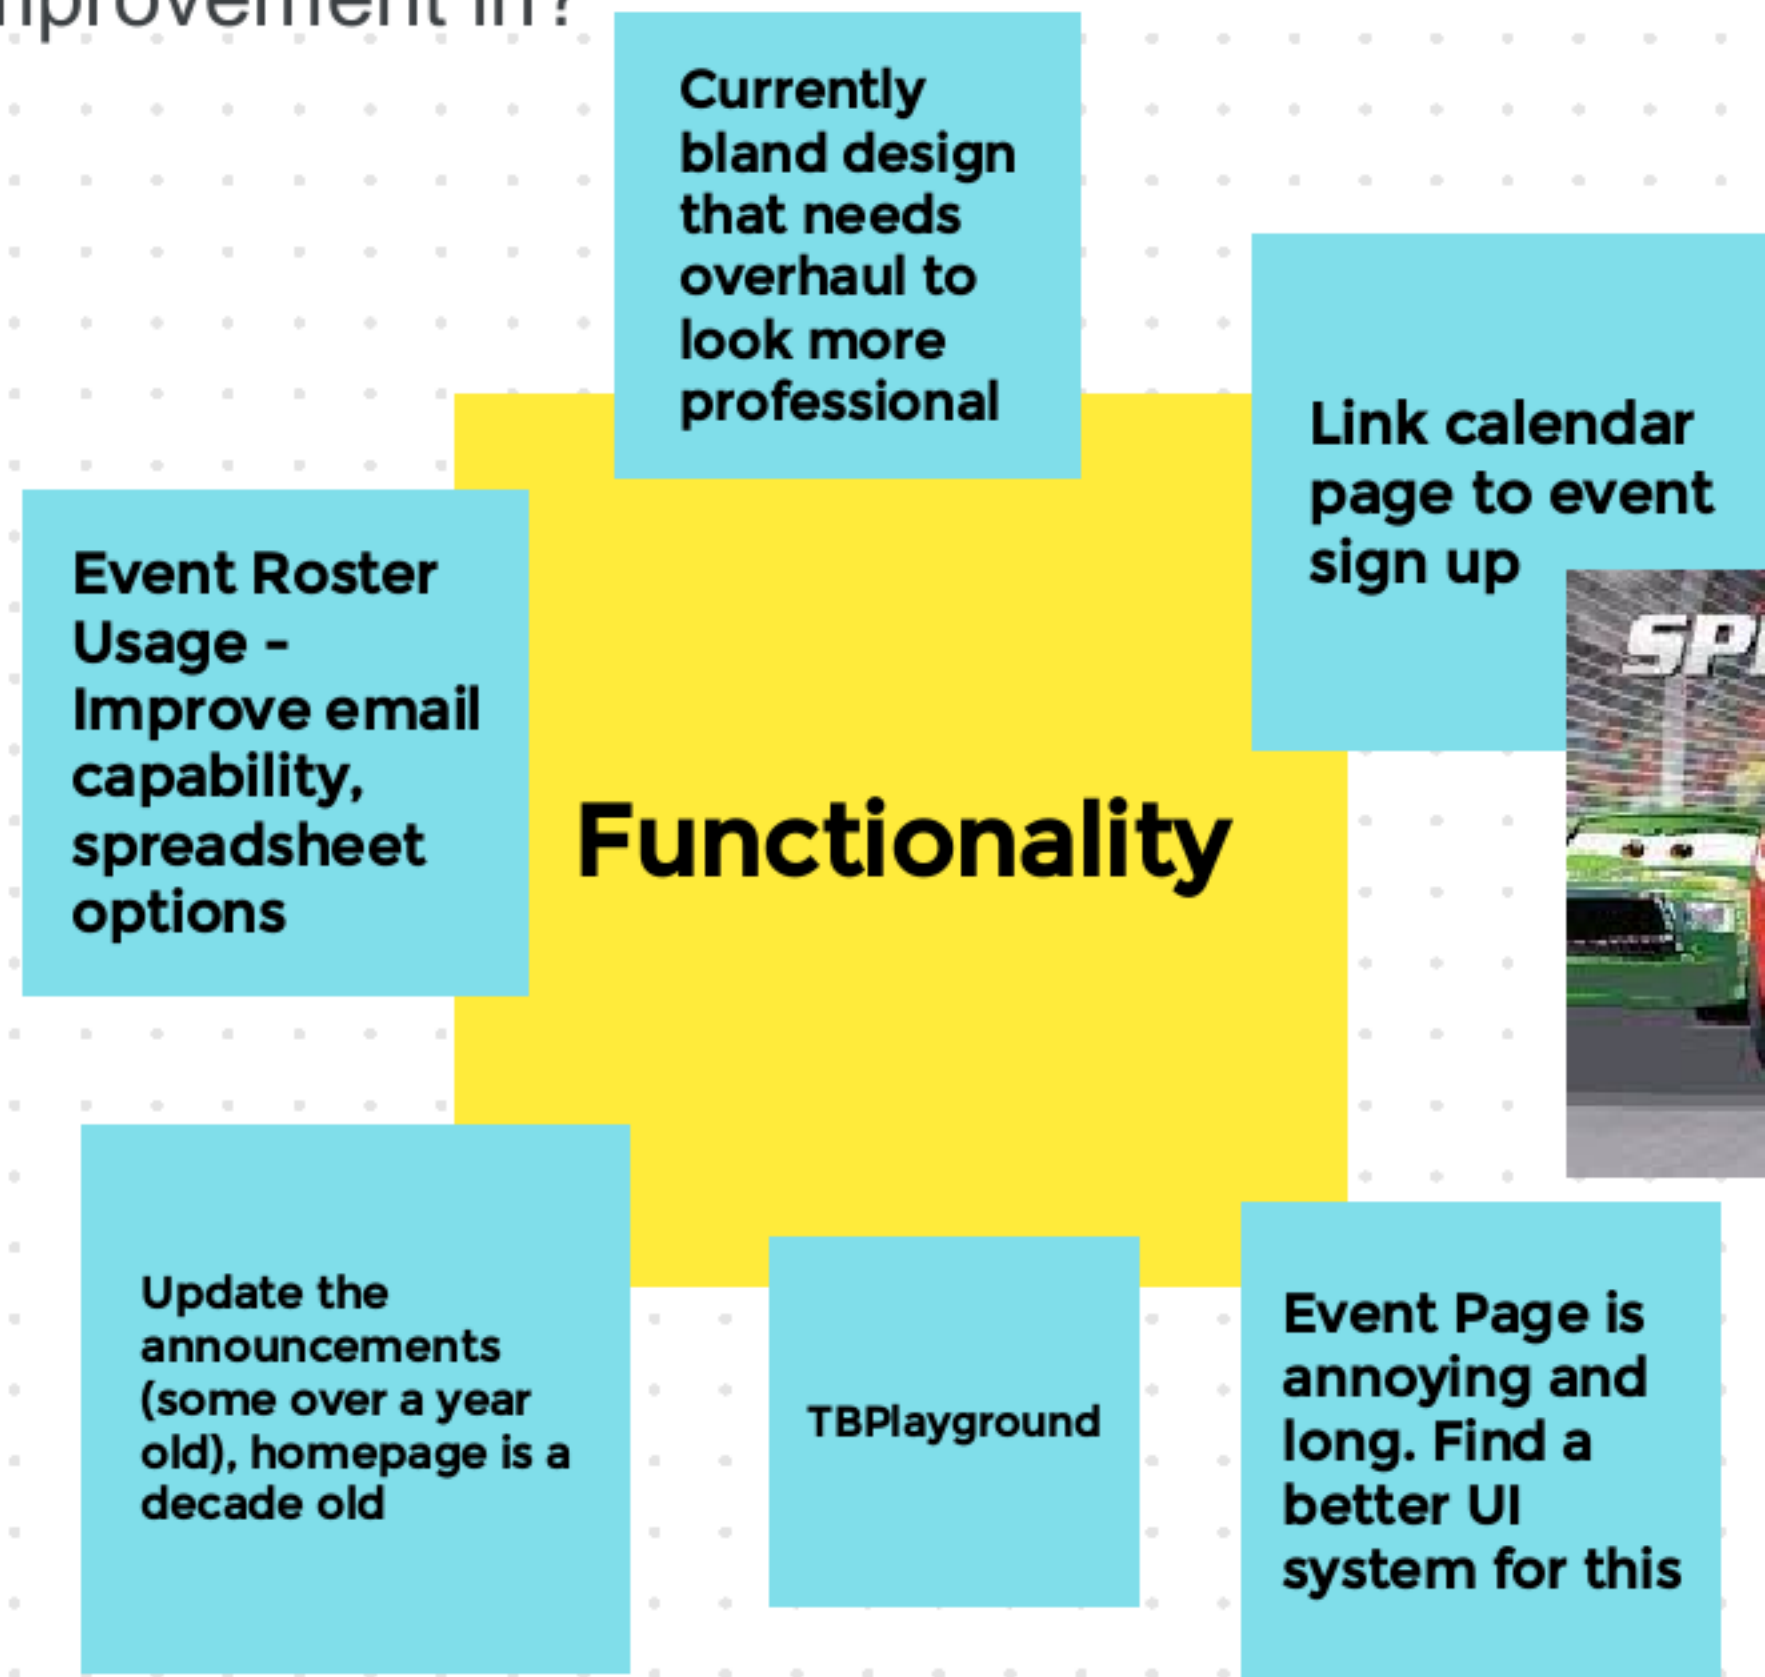 improvement in?
Currently
bland design
that needs
overhaul to
look more
professional
Link calendar
page to event
sign up
Event Roster
Usage -
Improve email
capability,
spreadsheet
options
Functionality
Update the
announcements
(some over a year
old), homepage is a
decade old
TBPlayground
Event Page is
annoying and
long. Find a
better UI
system for this